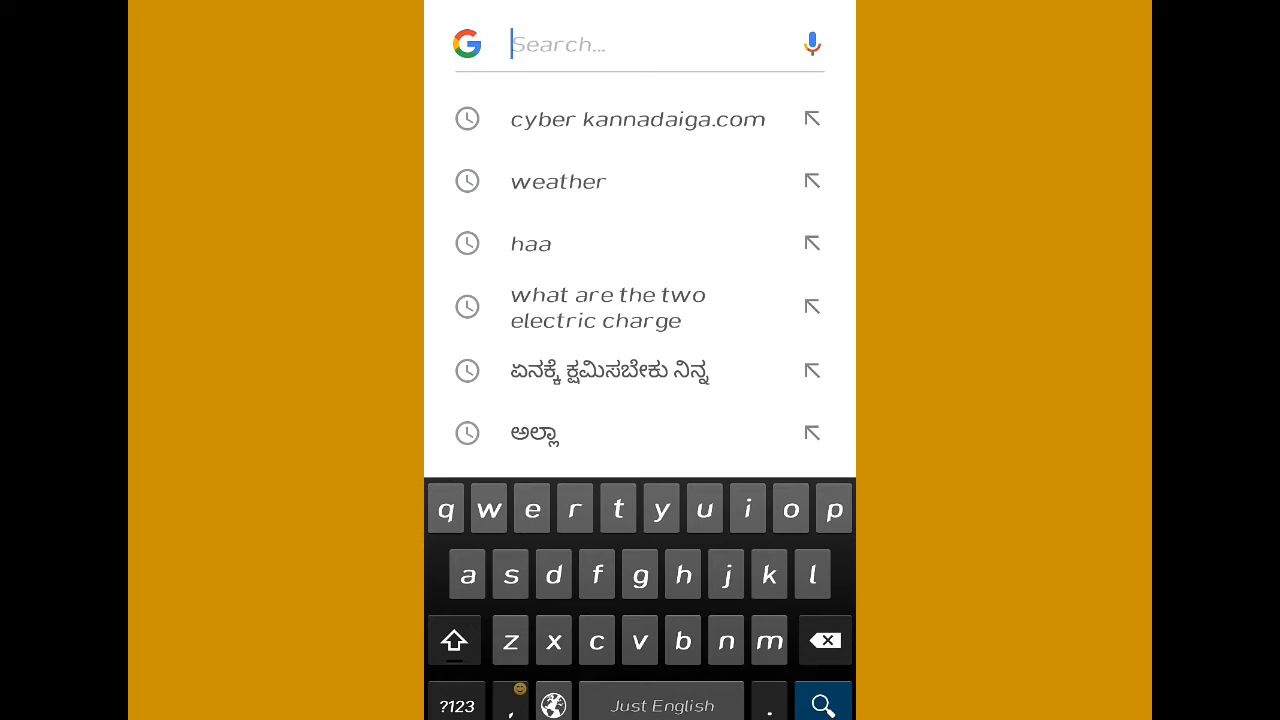 Search...
cyber kannadaiga.com
weather
haa
what are the two
electric charge
ಏನಕ್ಕೆ ಕ್ಷಮಿಸಬೇಕು ನಿನ್ನ
ಅಲ್ಲಾ
q w e r t y u i o p
a s d f g h j k l
z x c v b n m
?123 , Just English .